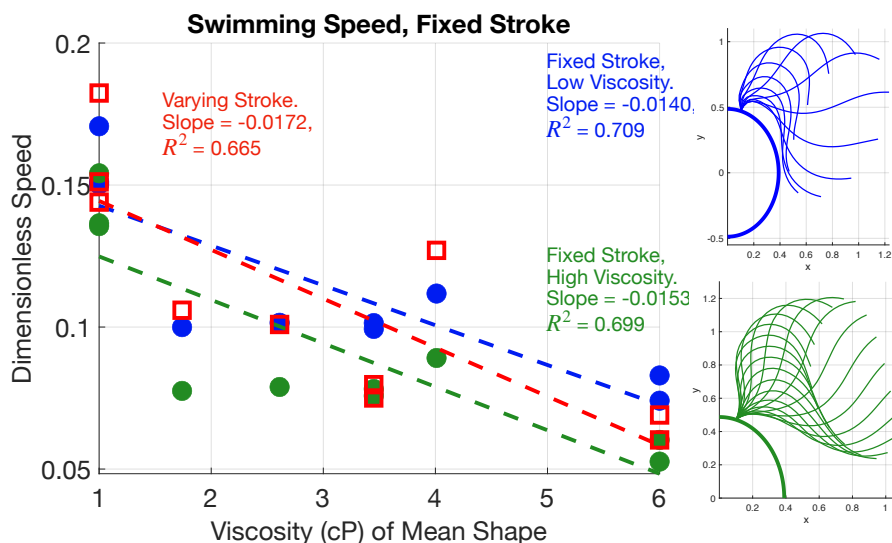 Swimming Speed, Fixed Stroke
0.2
0.15
0.1
0.05
Dimensionless Speed
1
2
3
4
5
6
Viscosity (cP) of Mean Shape
Varying Stroke.
Slope = -0.0172,
R² = 0.665
Fixed Stroke,
Low Viscosity.
Slope = -0.0140,
R² = 0.709
Fixed Stroke,
High Viscosity.
Slope = -0.0153
R² = 0.699
1
0.5
0
-0.5
y
0.2 0.4 0.6 0.8 1 1.2
x
1.2
1
0.8
0.6
0.4
0.2
0
y
0 0.2 0.4 0.6 0.8 1
x